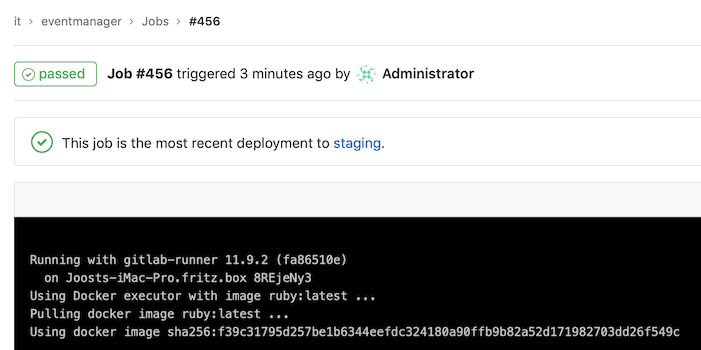 it > eventmanager > Jobs > #456
passed Job #456 triggered 3 minutes ago by Administrator
This job is the most recent deployment to staging.
Running with gitlab-runner 11.9.2 (fa86510e)
on Joosts-iMac-Pro.fritz.box 8REjeNy3
Using Docker executor with image ruby:latest ...
Pulling docker image ruby:latest ...
Using docker image sha256:f39c31795d257be1b6344eefdc324180a90ffb9b82a52d171982703dd26f549c